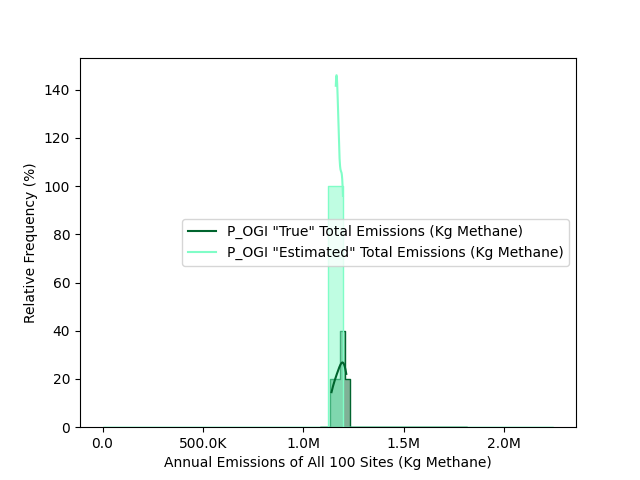 140
120
100
80
60
40
20
0
Relative Frequency (%)
P_OGI "True" Total Emissions (Kg Methane)
P_OGI "Estimated" Total Emissions (Kg Methane)
0.0 500.0K 1.0M 1.5M 2.0M
Annual Emissions of All 100 Sites (Kg Methane)